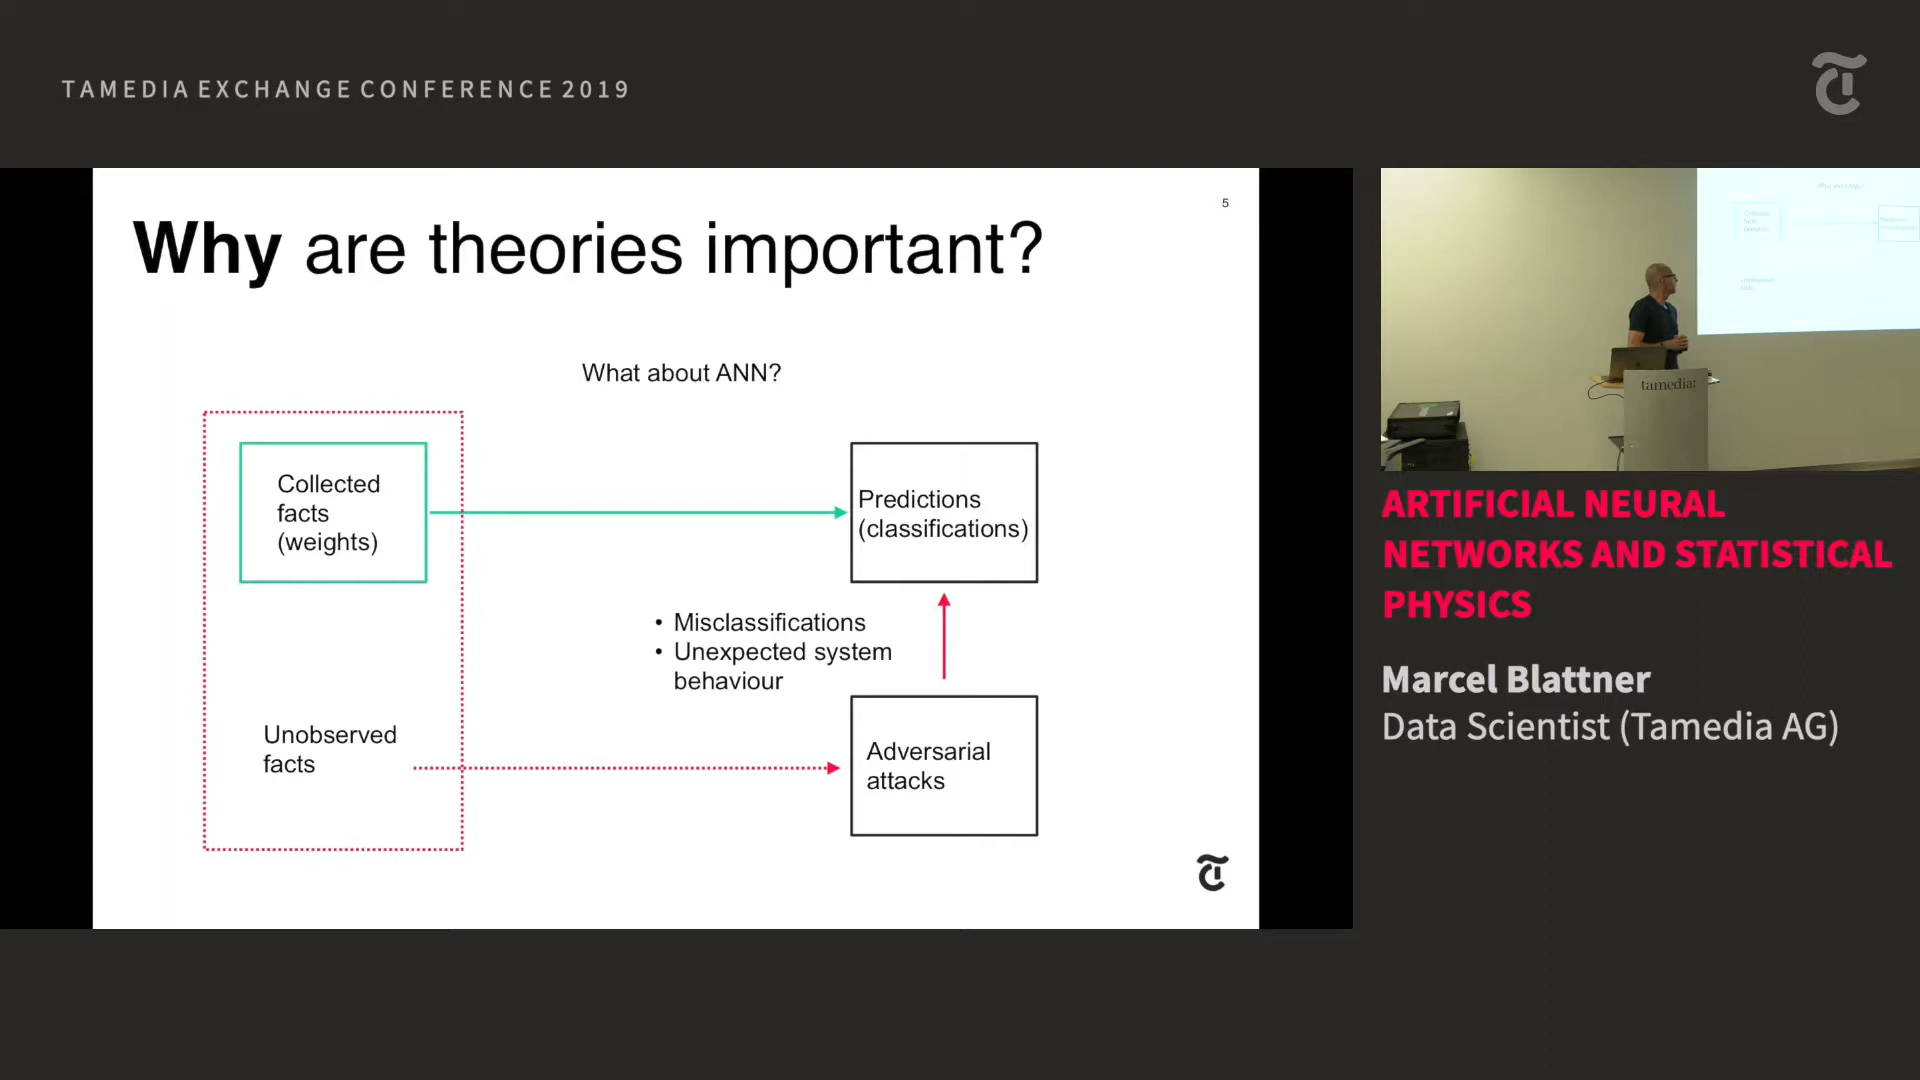 TAMEDIA EXCHANGE CONFERENCE 2019
5
Why are theories important?
What about ANN?
Collected
facts
(weights)
Predictions
(classifications)
• Misclassifications
• Unexpected system
behaviour
Unobserved
facts
Adversarial
attacks
tamedia:
ARTIFICIAL NEURAL
NETWORKS AND STATISTICAL
PHYSICS
Marcel Blattner
Data Scientist (Tamedia AG)